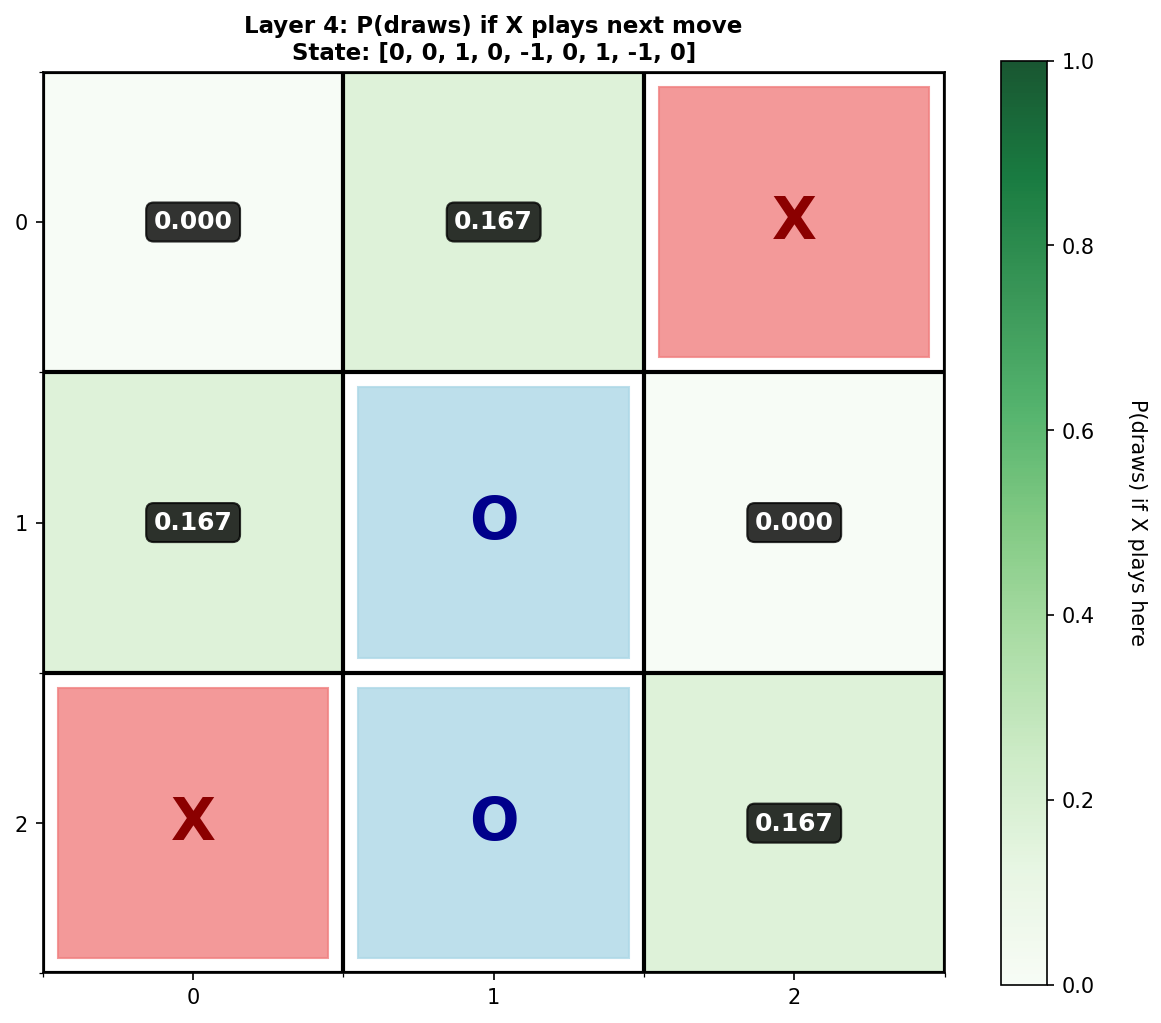 Layer 4: P(draws) if X plays next move
State: [0, 0, 1, 0, -1, 0, 1, -1, 0]
0
0.000
0.167
X
1
0.167
O
0.000
2
X
O
0.167
0
1
2
1.0
0.8
0.6
0.4
0.2
0.0
P(draws) if X plays here